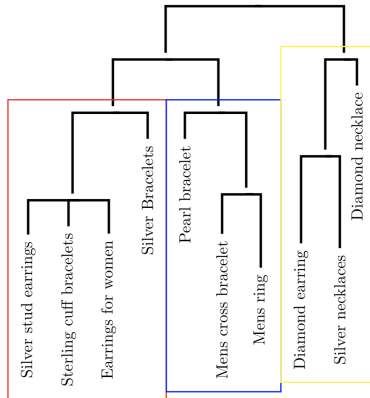 Silver stud earrings
Sterling cuff bracelets
Earrings for women
Silver Bracelets
Pearl bracelet
Mens cross bracelet
Mens ring
Diamond earring
Silver necklaces
Diamond necklace